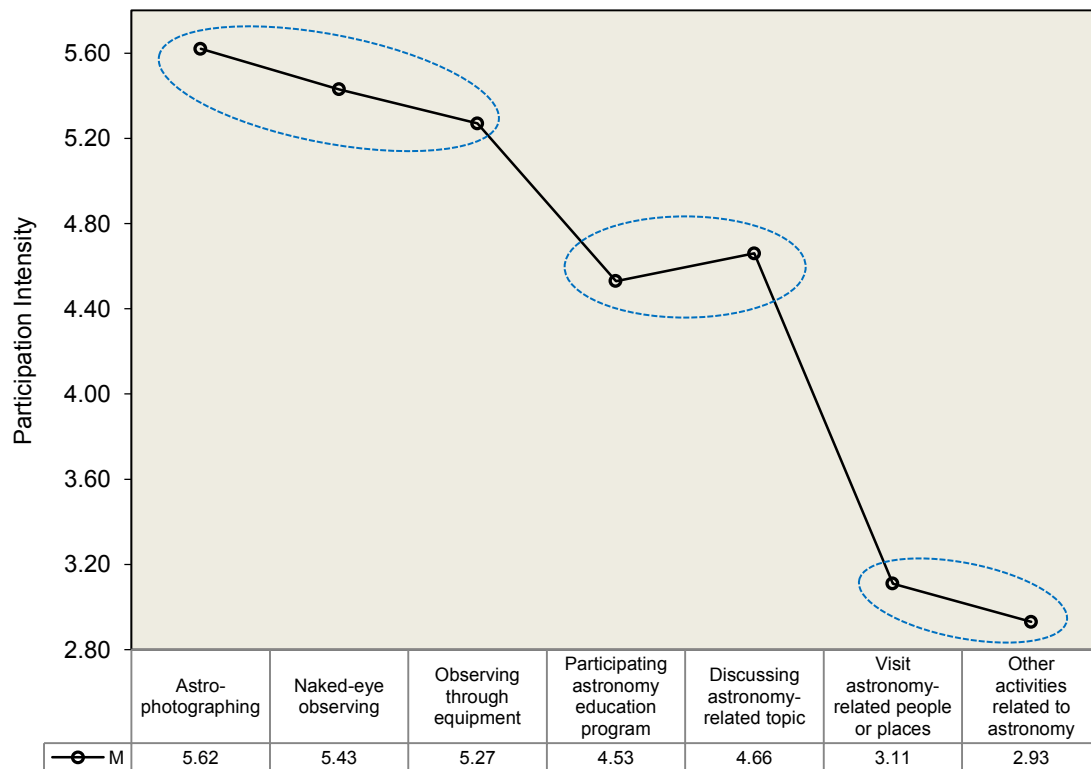 Participation Intensity
5.60
5.20
4.80
4.40
4.00
3.60
3.20
2.80
Astro-
photographing
Naked-eye
observing
Observing
through
equipment
Participating
astronomy
education
program
Discussing
astronomy-
related topic
Visit
astronomy-
related people
or places
Other
activities
related to
astronomy
M 5.62 5.43 5.27 4.53 4.66 3.11 2.93